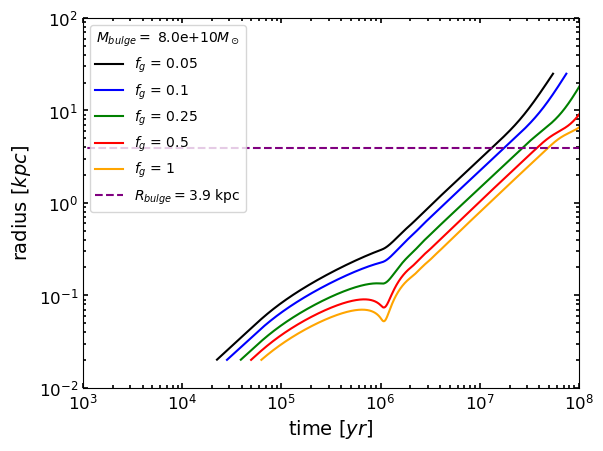 10²
10¹
10⁰
10⁻¹
10⁻²
radius [kpc]
M_bulge = 8.0e+10M_⊙
f_g = 0.05
f_g = 0.1
f_g = 0.25
f_g = 0.5
f_g = 1
R_bulge = 3.9 kpc
10³ 10⁴ 10⁵ 10⁶ 10⁷ 10⁸
time [yr]